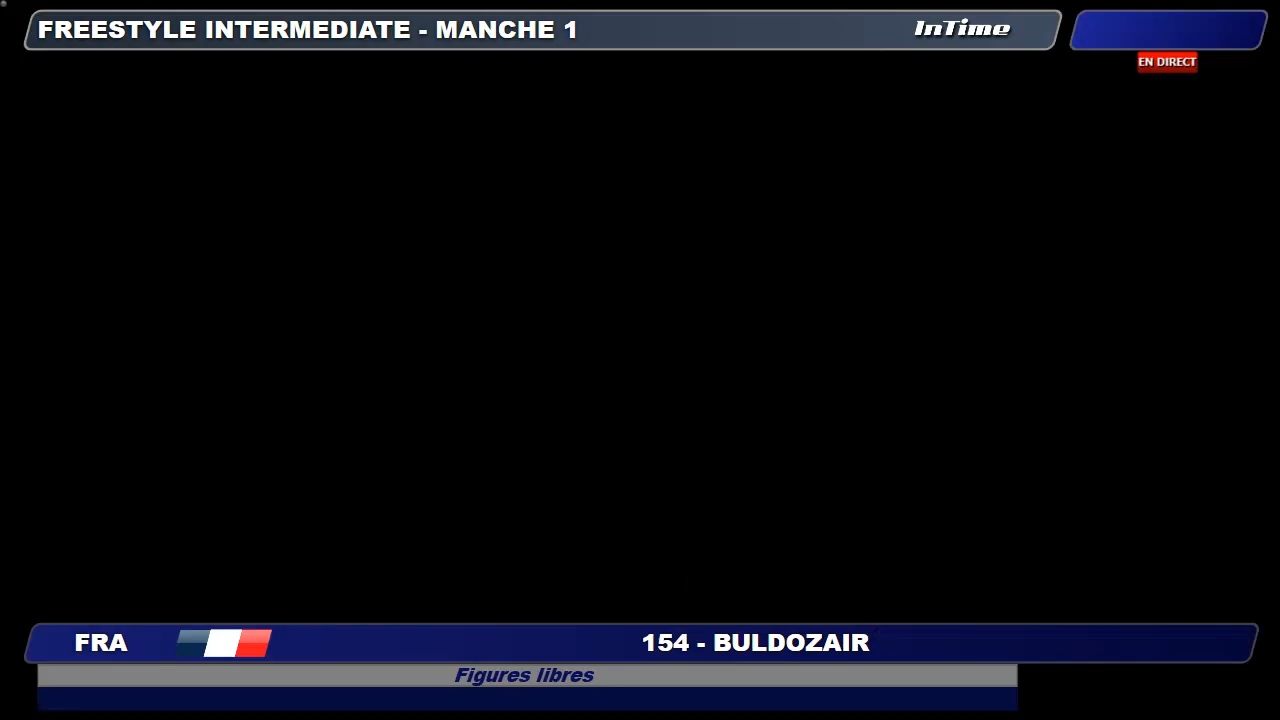 FREESTYLE INTERMEDIATE - MANCHE 1
InTime
EN DIRECT
FRA
154 - BULDOZAIR
Figures libres